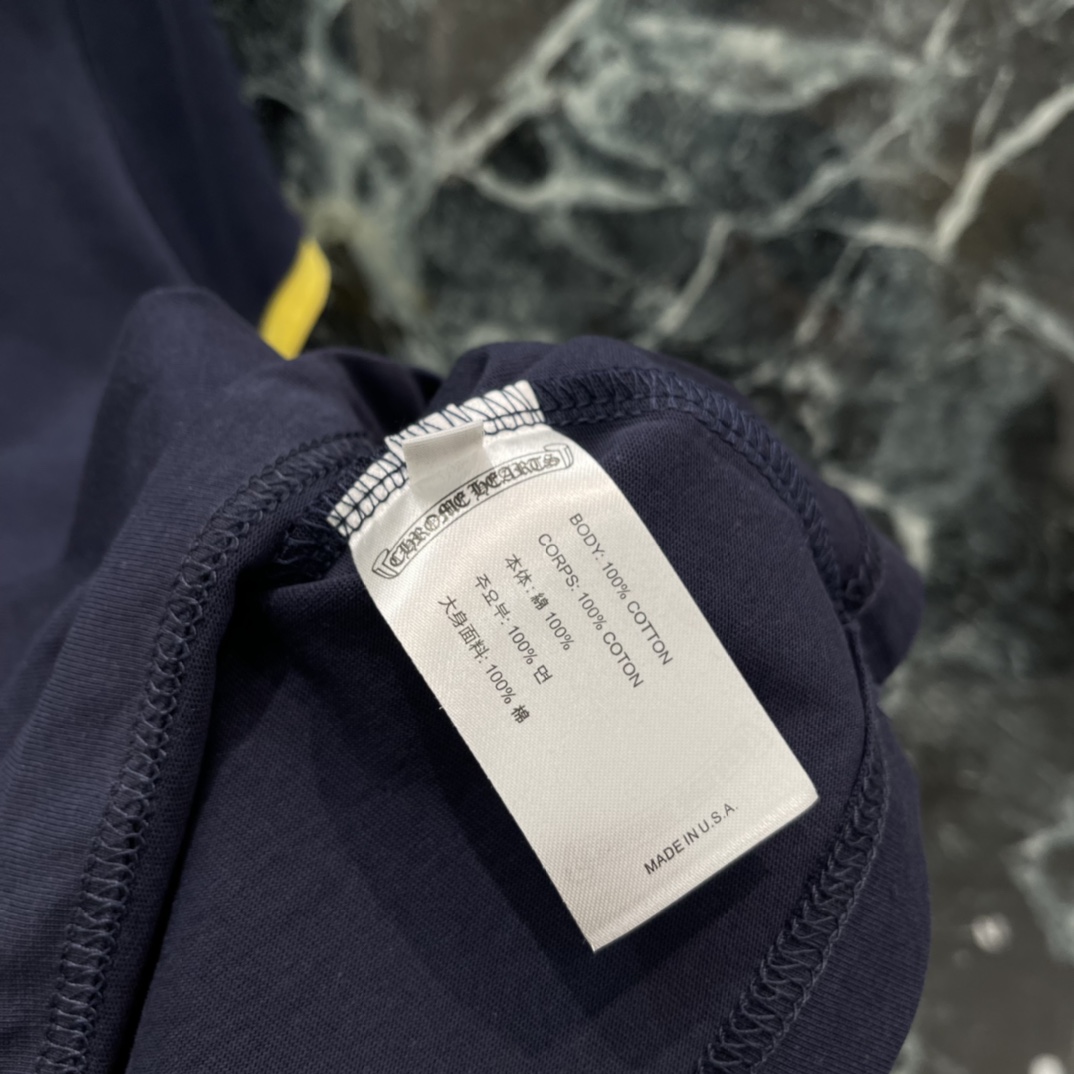 CHROME HEARTS
BODY: 100% COTTON
CORPS: 100% COTON
本体: 綿 100%
주요부: 100% 면
大身面料: 100% 棉
MADE IN U.S.A.